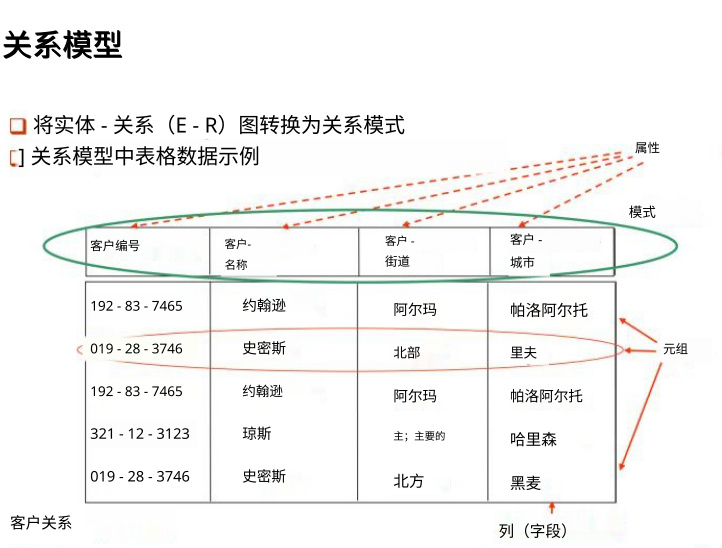 关系模型
将实体 - 关系（E - R）图转换为关系模式
] 关系模型中表格数据示例
属性
模式
客户编号 客户- 客户 - 客户 -
名称 街道 城市
192 - 83 - 7465 约翰逊 阿尔玛 帕洛阿尔托
019 - 28 - 3746 史密斯 北部 里夫
元组
192 - 83 - 7465 约翰逊 阿尔玛 帕洛阿尔托
321 - 12 - 3123 琼斯 主；主要的 哈里森
019 - 28 - 3746 史密斯 北方 黑麦
客户关系
列（字段）